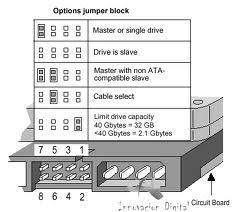 Options jumper block
Master or single drive
Drive is slave
Master with non ATA-
compatible slave
Cable select
Limit drive capacity
40 Gbytes = 32 GB
<40 Gbytes = 2.1 Gbytes
7 5 3 1
8 6 4 2
Circuit Board
Innovacion Digital